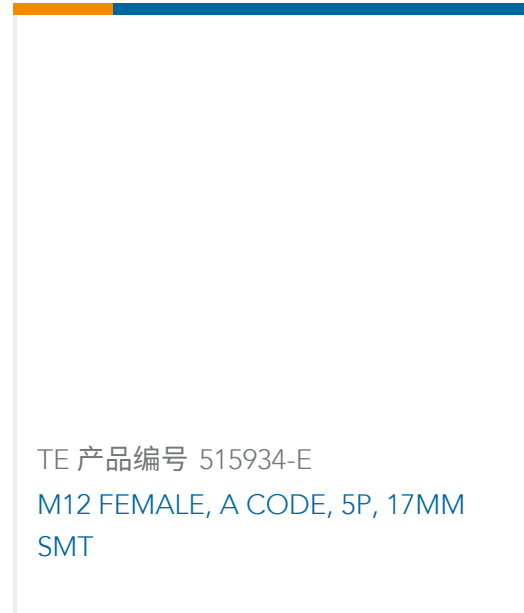 TE 产品编号 515934-E
M12 FEMALE, A CODE, 5P, 17MM
SMT